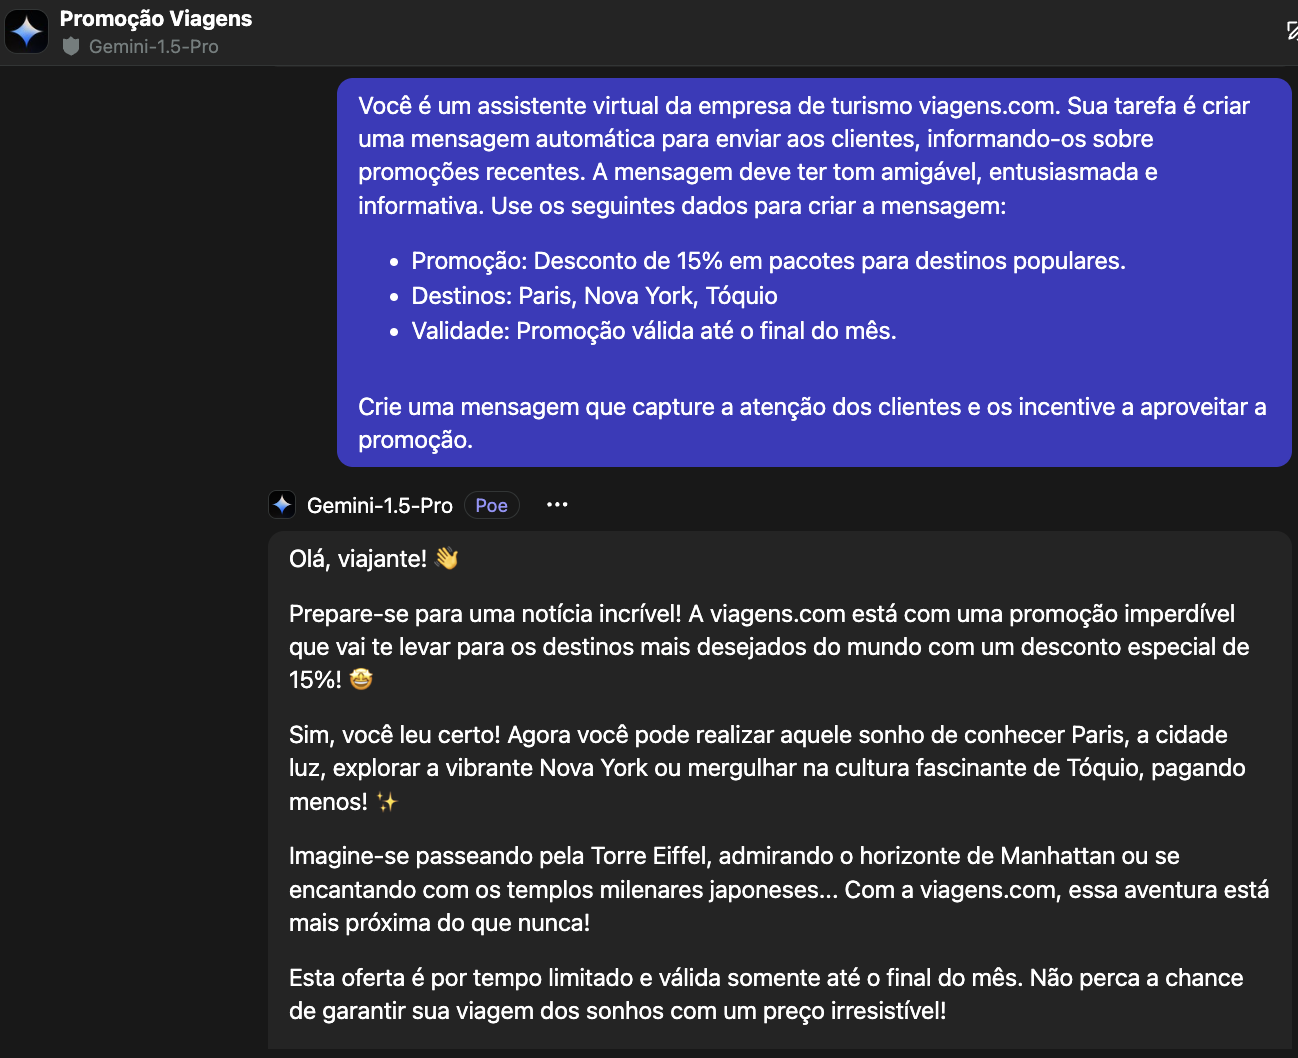 Promoção Viagens
Gemini-1.5-Pro
Você é um assistente virtual da empresa de turismo viagens.com. Sua tarefa é criar
uma mensagem automática para enviar aos clientes, informando-os sobre
promoções recentes. A mensagem deve ter tom amigável, entusiasmada e
informativa. Use os seguintes dados para criar a mensagem:
• Promoção: Desconto de 15% em pacotes para destinos populares.
• Destinos: Paris, Nova York, Tóquio
• Validade: Promoção válida até o final do mês.
Crie uma mensagem que capture a atenção dos clientes e os incentive a aproveitar a
promoção.
Gemini-1.5-Pro Poe
Olá, viajante! 👋
Prepare-se para uma notícia incrível! A viagens.com está com uma promoção imperdível
que vai te levar para os destinos mais desejados do mundo com um desconto especial de
15%! 🤩
Sim, você leu certo! Agora você pode realizar aquele sonho de conhecer Paris, a cidade
luz, explorar a vibrante Nova York ou mergulhar na cultura fascinante de Tóquio, pagando
menos! ✨
Imagine-se passeando pela Torre Eiffel, admirando o horizonte de Manhattan ou se
encantando com os templos milenares japoneses... Com a viagens.com, essa aventura está
mais próxima do que nunca!
Esta oferta é por tempo limitado e válida somente até o final do mês. Não perca a chance
de garantir sua viagem dos sonhos com um preço irresistível!